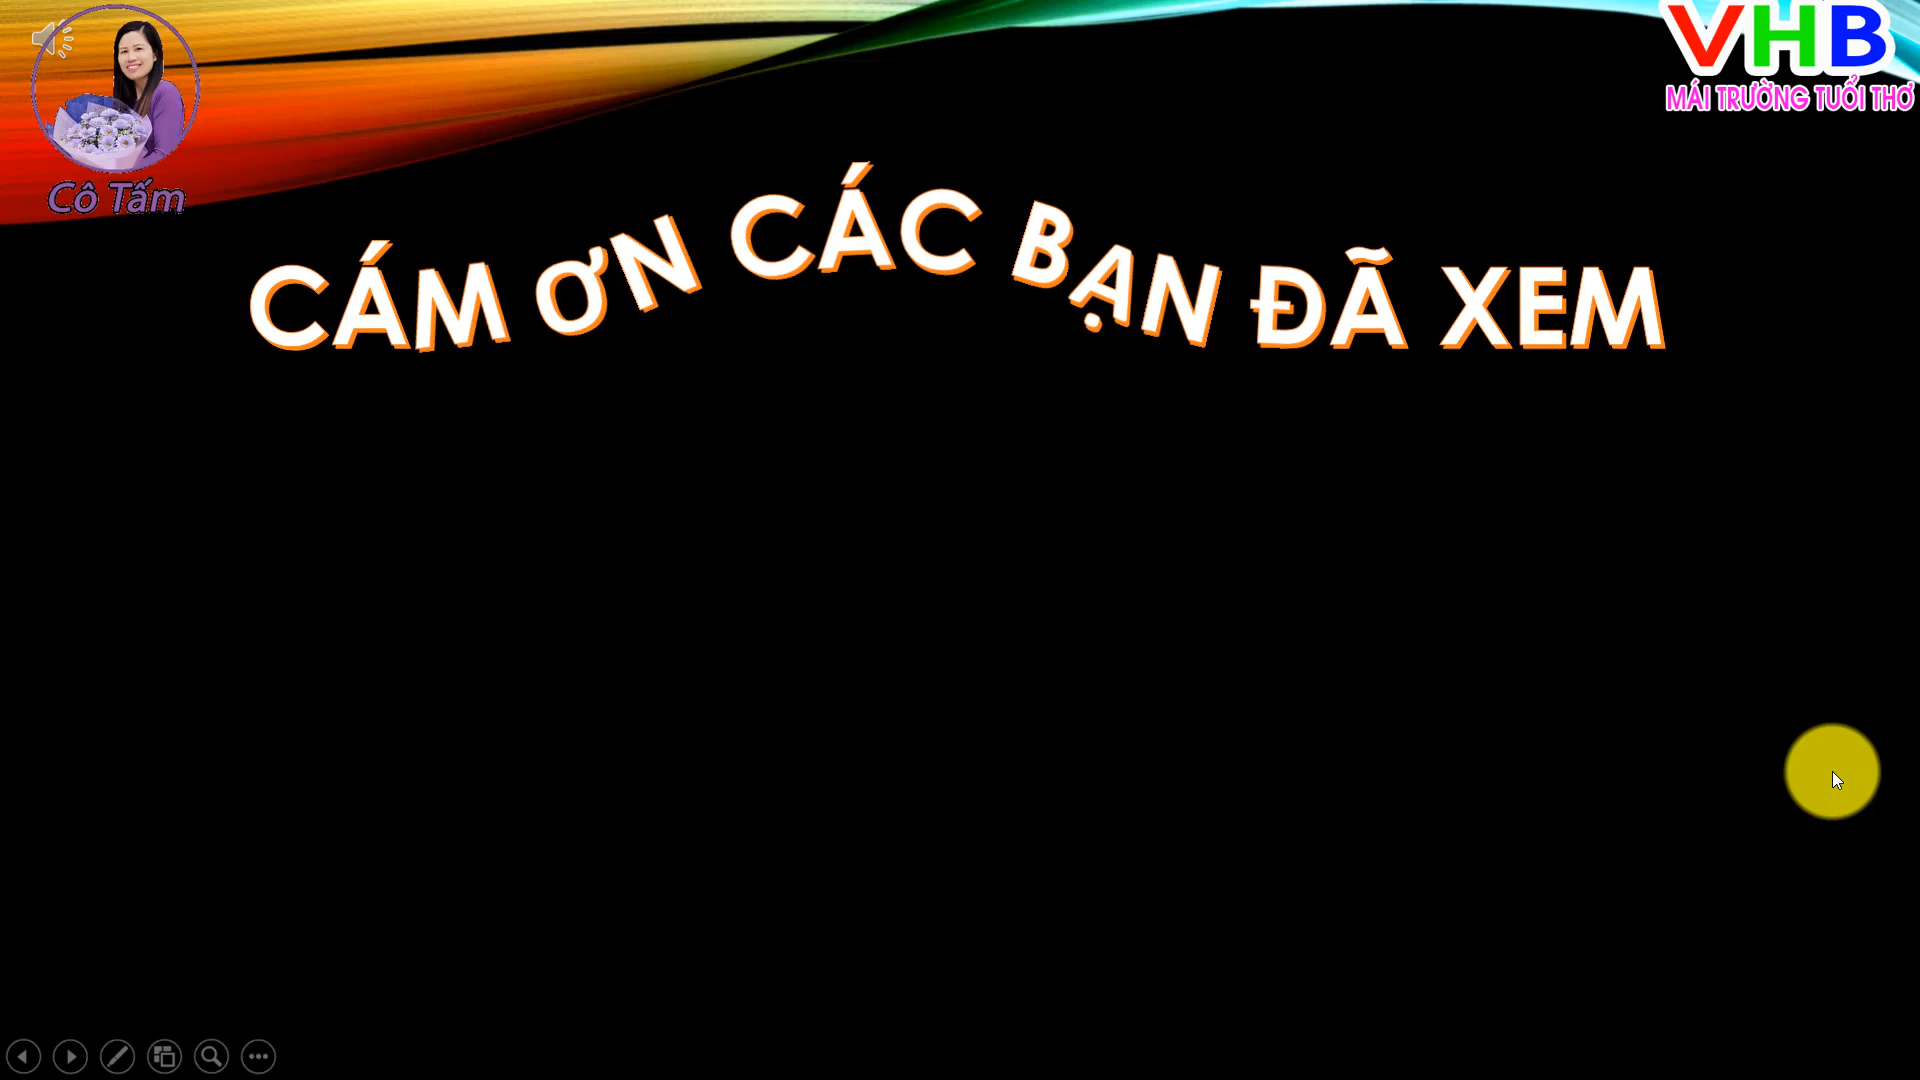 VHB
MÁI TRƯỜNG TUỔI THƠ
Cô Tấm
CÁM ƠN CÁC BẠN ĐÃ XEM